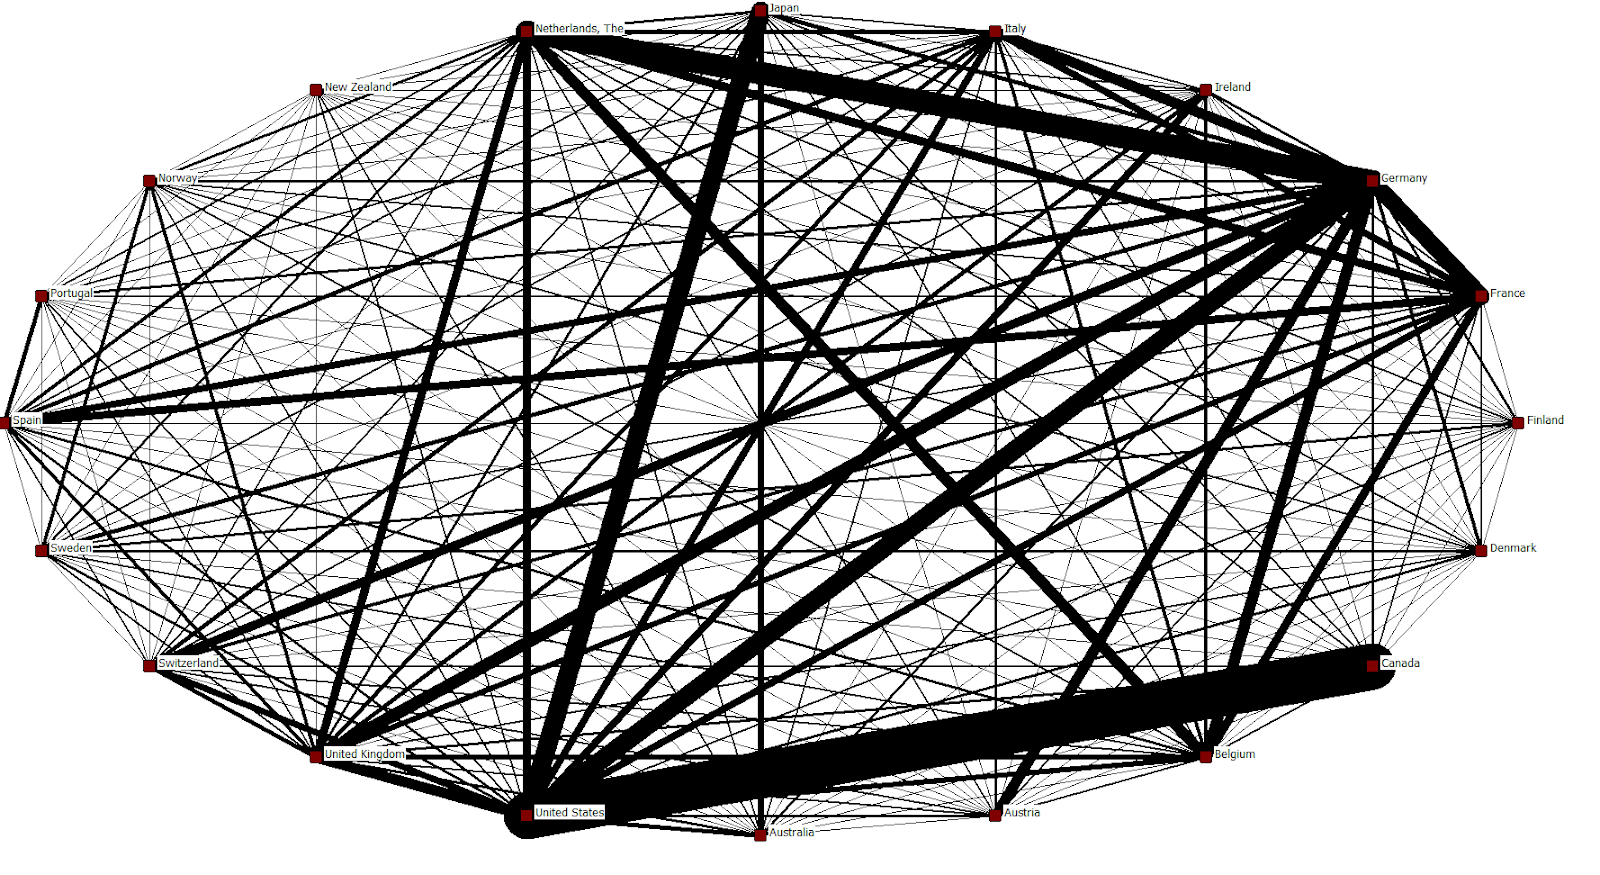 Japan
Netherlands, The
Italy
New Zealand
Ireland
Norway
Germany
Portugal
France
Spain
Finland
Sweden
Denmark
Switzerland
Canada
United Kingdom
Belgium
United States
Austria
Australia